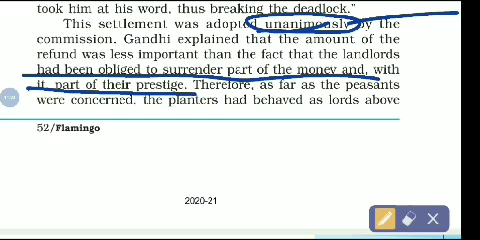 took him at his word, thus breaking the deadlock."
This settlement was adopted unanimously by the
commission. Gandhi explained that the amount of the
refund was less important than the fact that the landlords
had been obliged to surrender part of the money and, with
it, part of their prestige. Therefore, as far as the peasants
were concerned, the planters had behaved as lords above
52/Flamingo
2020-21